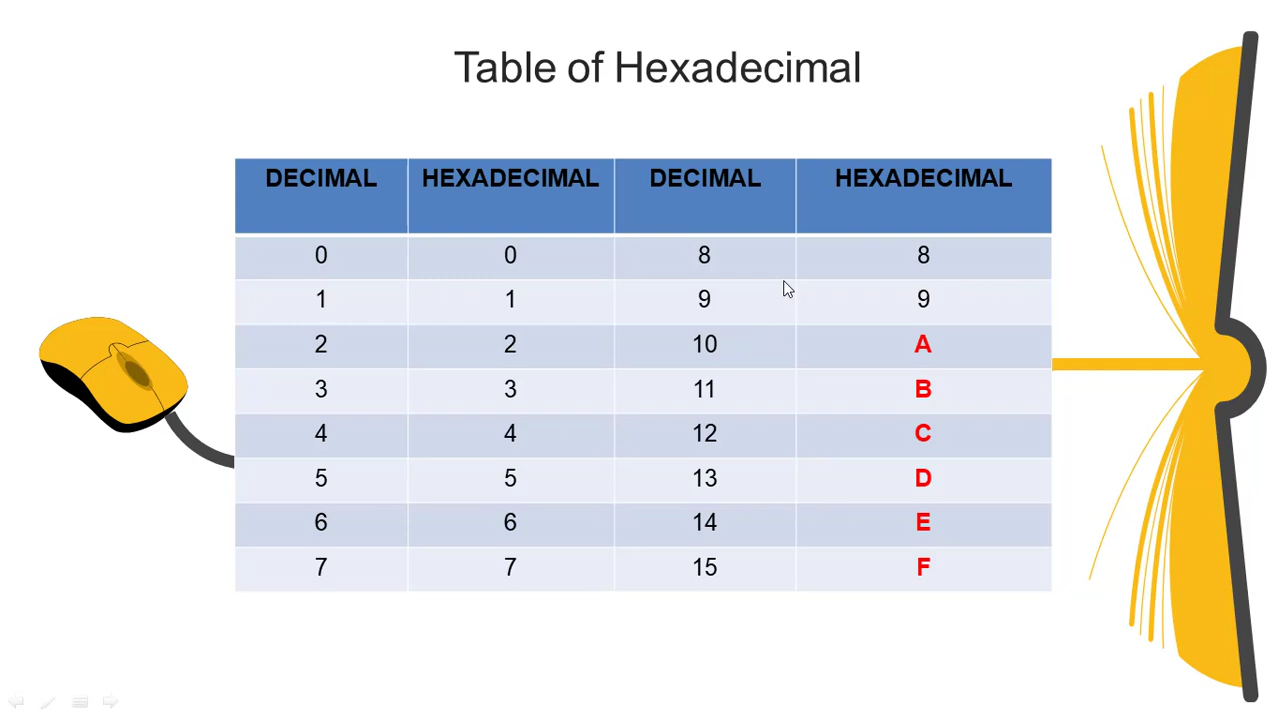 Table of Hexadecimal
DECIMAL HEXADECIMAL DECIMAL HEXADECIMAL
0 0 8 8
1 1 9 9
2 2 10 A
3 3 11 B
4 4 12 C
5 5 13 D
6 6 14 E
7 7 15 F